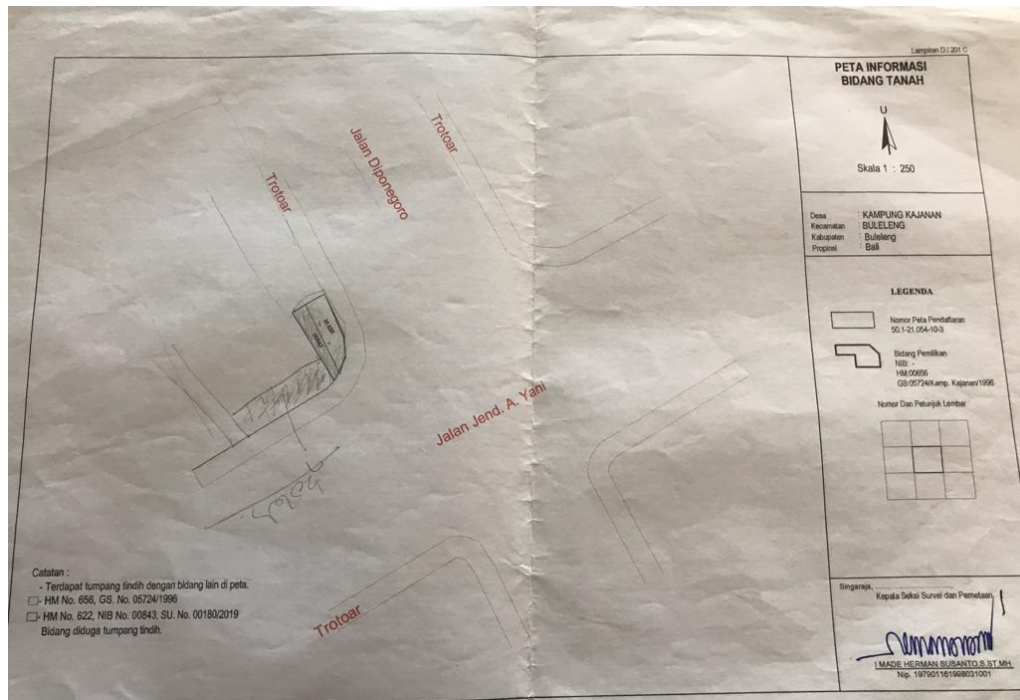 Lampiran D.I 201 C
PETA INFORMASI
BIDANG TANAH
U
Skala 1 : 250
Desa : KAMPUNG KAJANAN
Kecamatan : BULELENG
Kabupaten : Buleleng
Propinsi : Bali
LEGENDA
Nomor Peta Pendaftaran
50.1-21.054-10-3
Bidang Pemilikan
NIB: -
HM:00656
GS:05724/Kamp. Kajanan/1996
Nomor Dan Petunjuk Lembar
Singaraja,
Kepala Seksi Survei dan Pemetaan,
I MADE HERMAN SUSANTO,S.ST.MH.
Nip. 197901161998031001
Trotoar
Jalan Diponegoro
Trotoar
Jalan Jend. A. Yani
Trotoar
Catatan :
- Terdapat tumpang tindih dengan bidang lain di peta.
- HM No. 656, GS. No. 05724/1996
- HM No. 622, NIB No. 00843, SU. No. 00180/2019
Bidang diduga tumpang tindih.